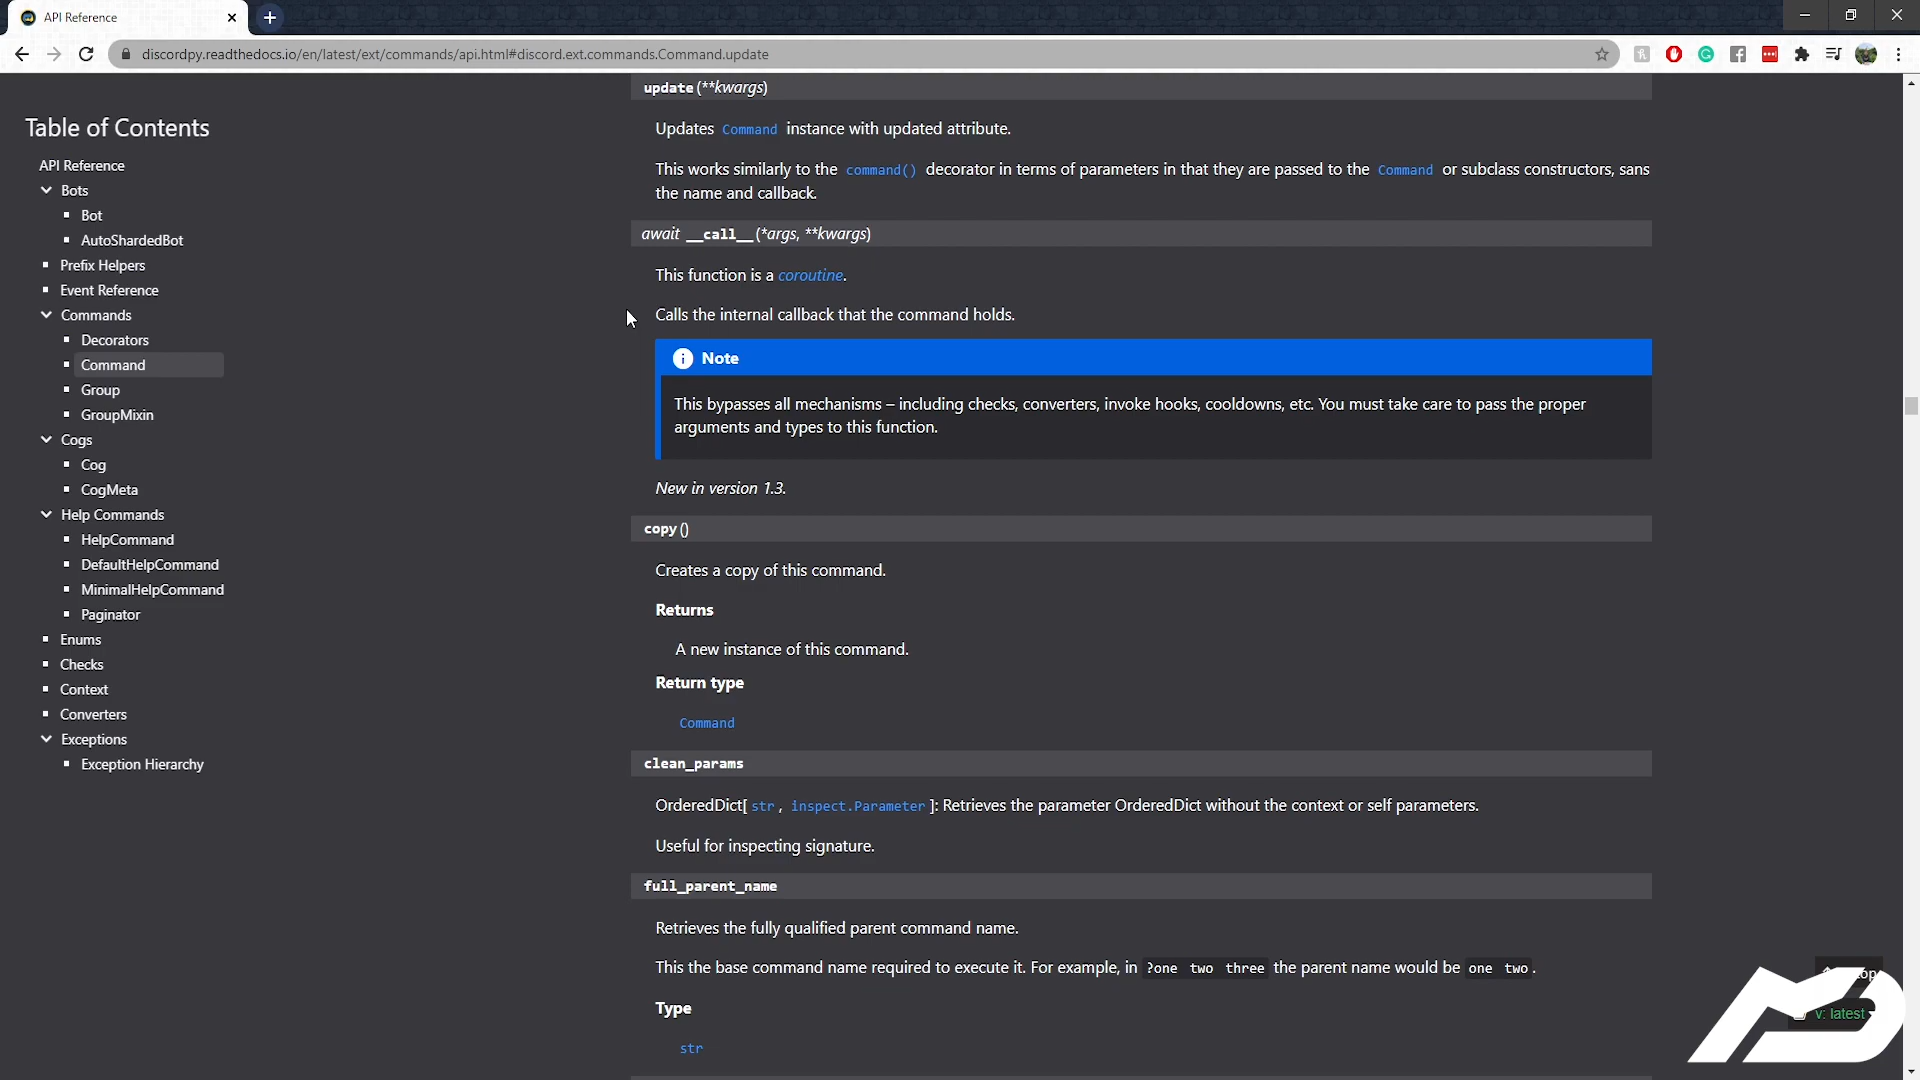 API Reference
discordpy.readthedocs.io/en/latest/ext/commands/api.html#discord.ext.commands.Command.update
Table of Contents
API Reference
Bots
Bot
AutoShardedBot
Prefix Helpers
Event Reference
Commands
Decorators
Command
Group
GroupMixin
Cogs
Cog
CogMeta
Help Commands
HelpCommand
DefaultHelpCommand
MinimalHelpCommand
Paginator
Enums
Checks
Context
Converters
Exceptions
Exception Hierarchy
update(**kwargs)
Updates Command instance with updated attribute.
This works similarly to the command() decorator in terms of parameters in that they are passed to the Command or subclass constructors, sans
the name and callback.
await __call__(*args, **kwargs)
This function is a coroutine.
Calls the internal callback that the command holds.
Note
This bypasses all mechanisms – including checks, converters, invoke hooks, cooldowns, etc. You must take care to pass the proper
arguments and types to this function.
New in version 1.3.
copy()
Creates a copy of this command.
Returns
A new instance of this command.
Return type
Command
clean_params
OrderedDict[str, inspect.Parameter]: Retrieves the parameter OrderedDict without the context or self parameters.
Useful for inspecting signature.
full_parent_name
Retrieves the fully qualified parent command name.
This the base command name required to execute it. For example, in ?one two three the parent name would be one two.
Type
str
v: latest